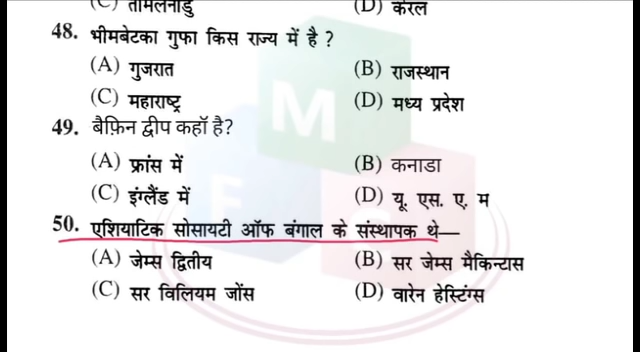 (C) तामिलनाडु (D) केरल
48. भीमबेटका गुफा किस राज्य में है ?
(A) गुजरात (B) राजस्थान
(C) महाराष्ट्र (D) मध्य प्रदेश
49. बैफ़िन द्वीप कहॉ है?
(A) फ्रांस में (B) कनाडा
(C) इंग्लैंड में (D) यू. एस. ए. म
50. एशियाटिक सोसायटी ऑफ बंगाल के संस्थापक थे—
(A) जेम्स द्वितीय (B) सर जेम्स मैकिन्टास
(C) सर विलियम जोंस (D) वारेन हेस्टिंग्स
M
F
S